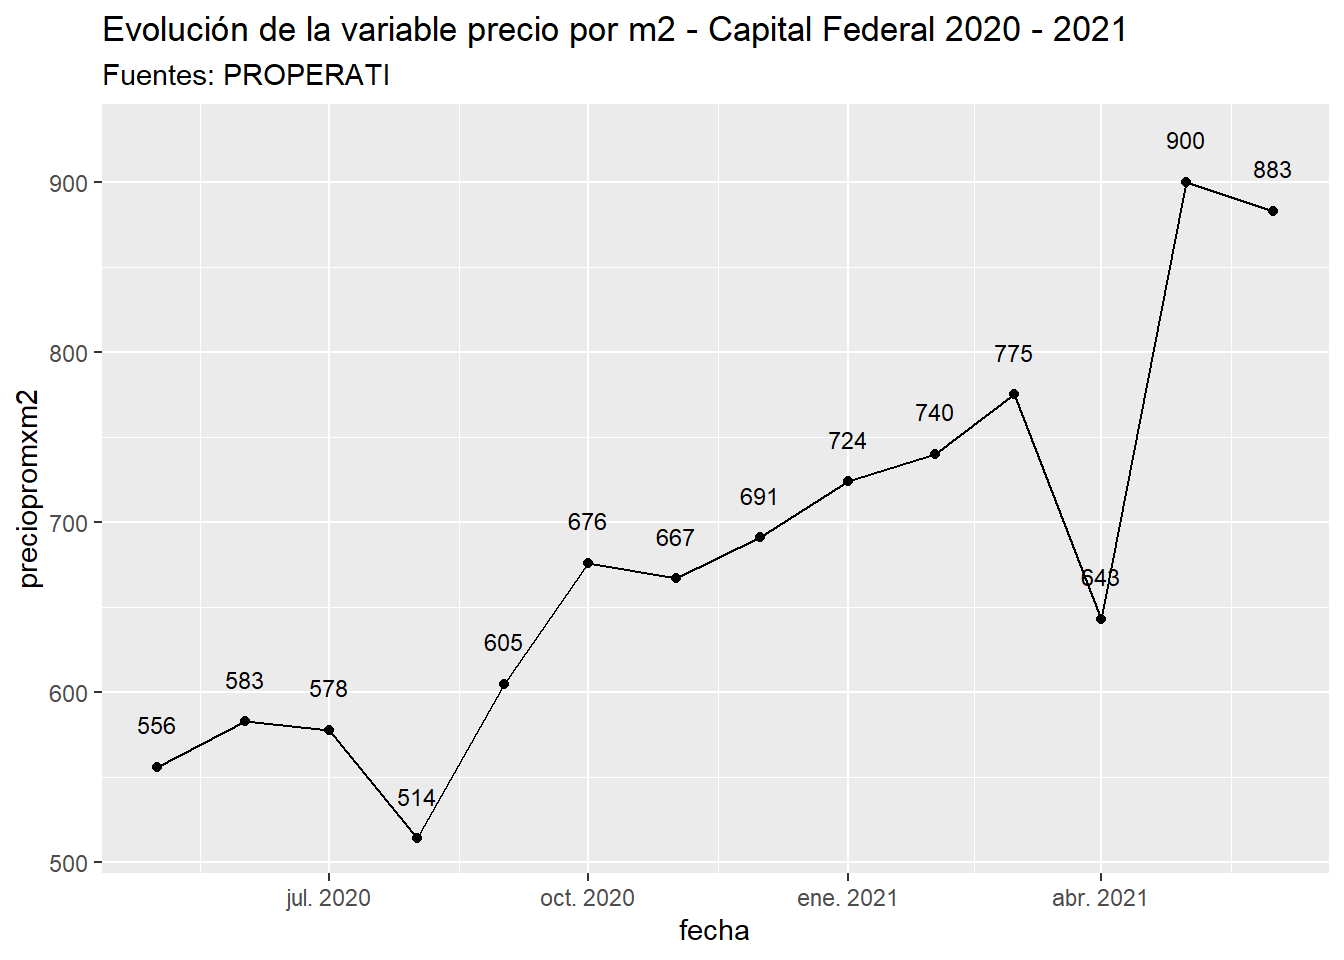 Evolución de la variable precio por m2 - Capital Federal 2020 - 2021
Fuentes: PROPERATI
900
883
900
800
775
740
724
691
700
676
667
643
605
600
583
578
556
514
500
preciopromxm2
jul. 2020
oct. 2020
ene. 2021
abr. 2021
fecha